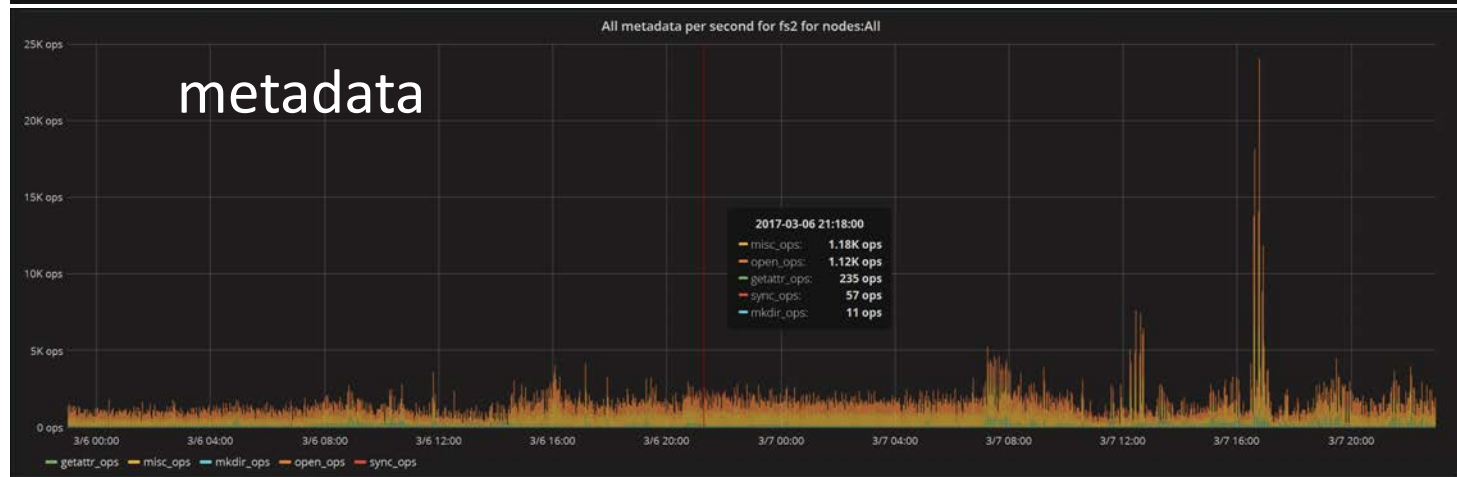 All metadata per second for fs2 for nodes:All
metadata
25K ops
20K ops
15K ops
10K ops
5K ops
0 ops
2017-03-06 21:18:00
misc_ops: 1.18K ops
open_ops: 1.12K ops
getattr_ops: 235 ops
sync_ops: 57 ops
mkdir_ops: 11 ops
3/6 00:00 3/6 04:00 3/6 08:00 3/6 12:00 3/6 16:00 3/6 20:00 3/7 00:00 3/7 04:00 3/7 08:00 3/7 12:00 3/7 16:00 3/7 20:00
getattr_ops misc_ops mkdir_ops open_ops sync_ops